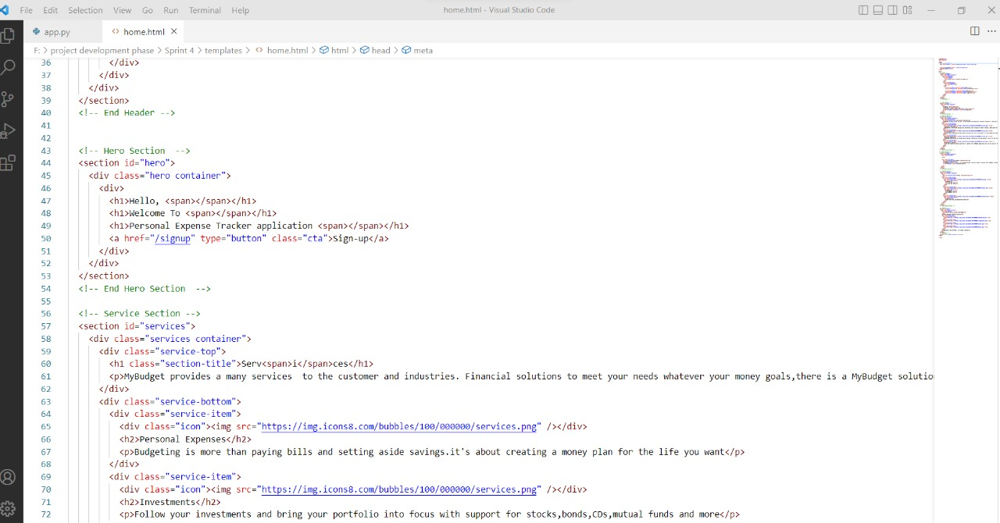 File Edit Selection View Go Run Terminal Help home.html - Visual Studio Code
app.py home.html
F: > project development phase > Sprint 4 > templates > home.html > html > head > meta
36 </div>
37 </div>
38 </div>
39 </section>
40 <!-- End Header -->
41
42
43 <!-- Hero Section  -->
44 <section id="hero">
45 <div class="hero container">
46 <div>
47 <h1>Hello, <span></span></h1>
48 <h1>Welcome To <span></span></h1>
49 <h1>Personal Expense Tracker application <span></span></h1>
50 <a href="/signup" type="button" class="cta">Sign-up</a>
51 </div>
52 </div>
53 </section>
54 <!-- End Hero Section  -->
55
56 <!-- Service Section -->
57 <section id="services">
58 <div class="services container">
59 <div class="service-top">
60 <h1 class="section-title">Serv<span>i</span>ces</h1>
61 <p>MyBudget provides a many services  to the customer and industries. Financial solutions to meet your needs whatever your money goals,there is a MyBudget solutio
62 </div>
63 <div class="service-bottom">
64 <div class="service-item">
65 <div class="icon"><img src="https://img.icons8.com/bubbles/100/000000/services.png" /></div>
66 <h2>Personal Expenses</h2>
67 <p>Budgeting is more than paying bills and setting aside savings.it's about creating a money plan for the life you want</p>
68 </div>
69 <div class="service-item">
70 <div class="icon"><img src="https://img.icons8.com/bubbles/100/000000/services.png" /></div>
71 <h2>Investments</h2>
72 <p>Follow your investments and bring your portfolio into focus with support for stocks,bonds,CDs,mutual funds and more</p>